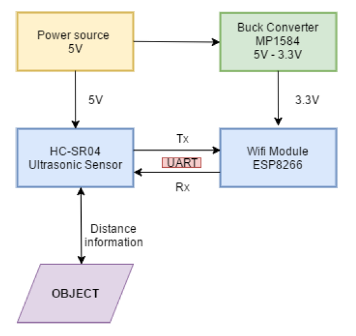 Power source
5V
Buck Converter
MP1584
5V - 3.3V
5V
3.3V
HC-SR04
Ultrasonic Sensor
Tx
UART
Rx
Wifi Module
ESP8266
Distance
information
OBJECT